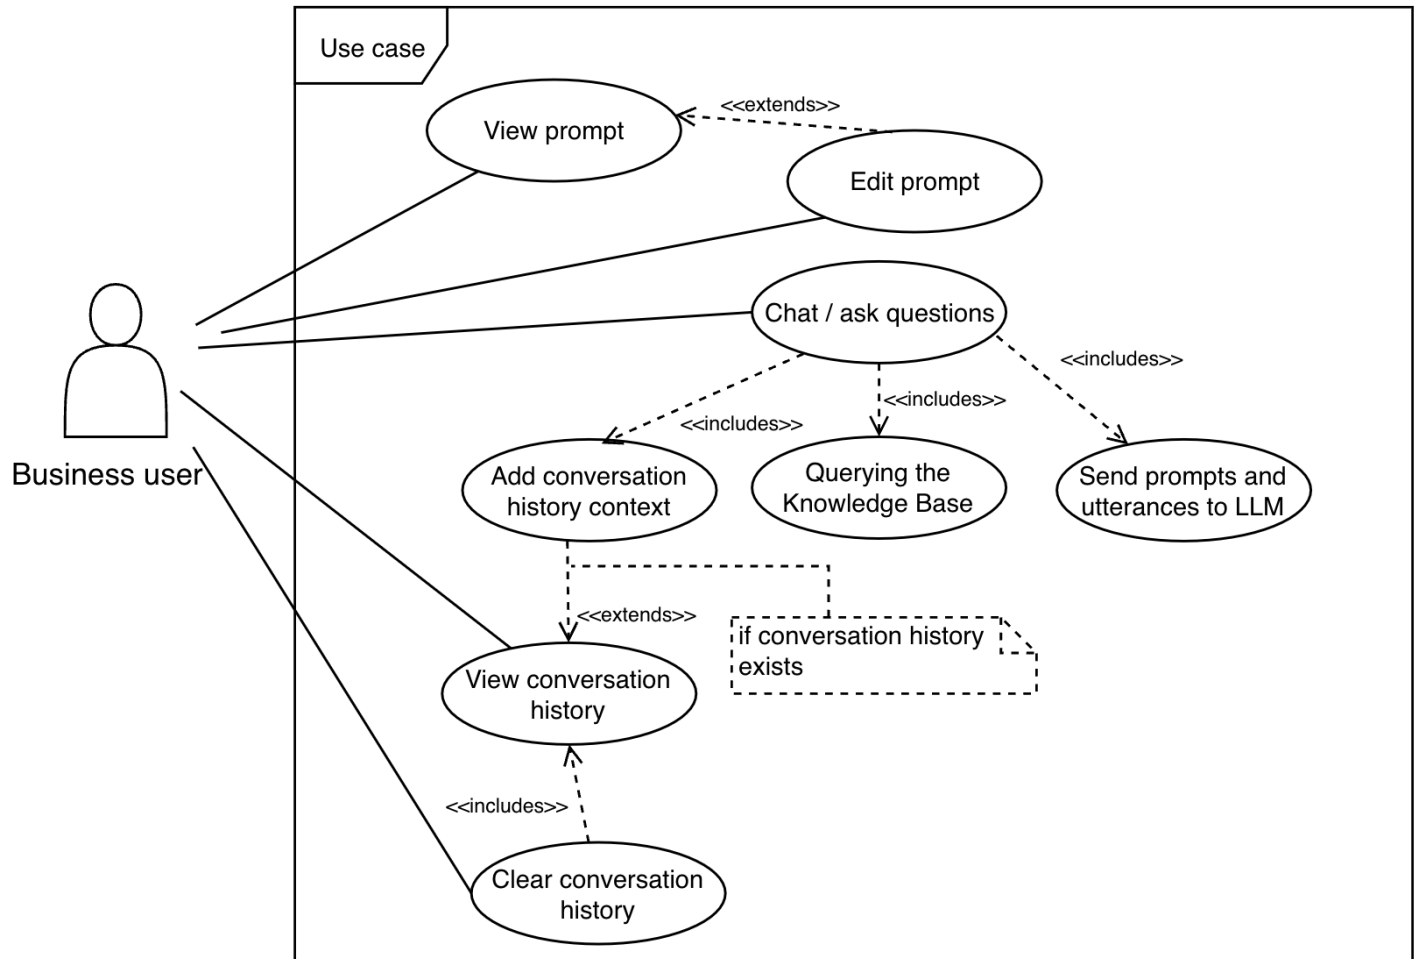 Use case
View prompt
<<extends>>
Edit prompt
Chat / ask questions
<<includes>>
<<includes>>
<<includes>>
Business user
Add conversation
history context
Querying the
Knowledge Base
Send prompts and
utterances to LLM
<<extends>>
if conversation history
exists
View conversation
history
<<includes>>
Clear conversation
history